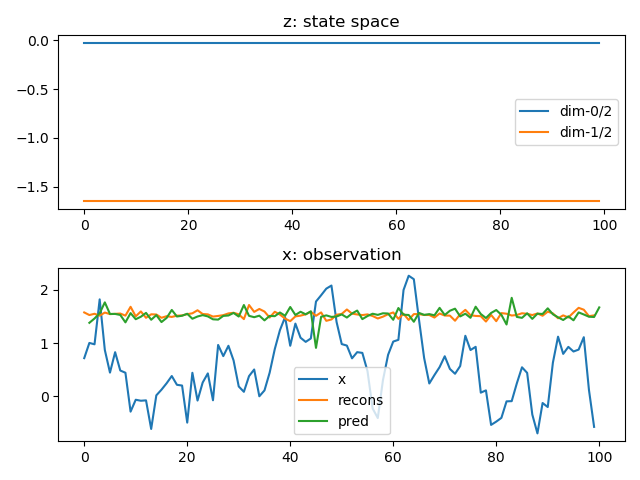 z: state space
0.0
−0.5
−1.0
−1.5
dim-0/2
dim-1/2
0 20 40 60 80 100
x: observation
2
1
0
x
recons
pred
0 20 40 60 80 100